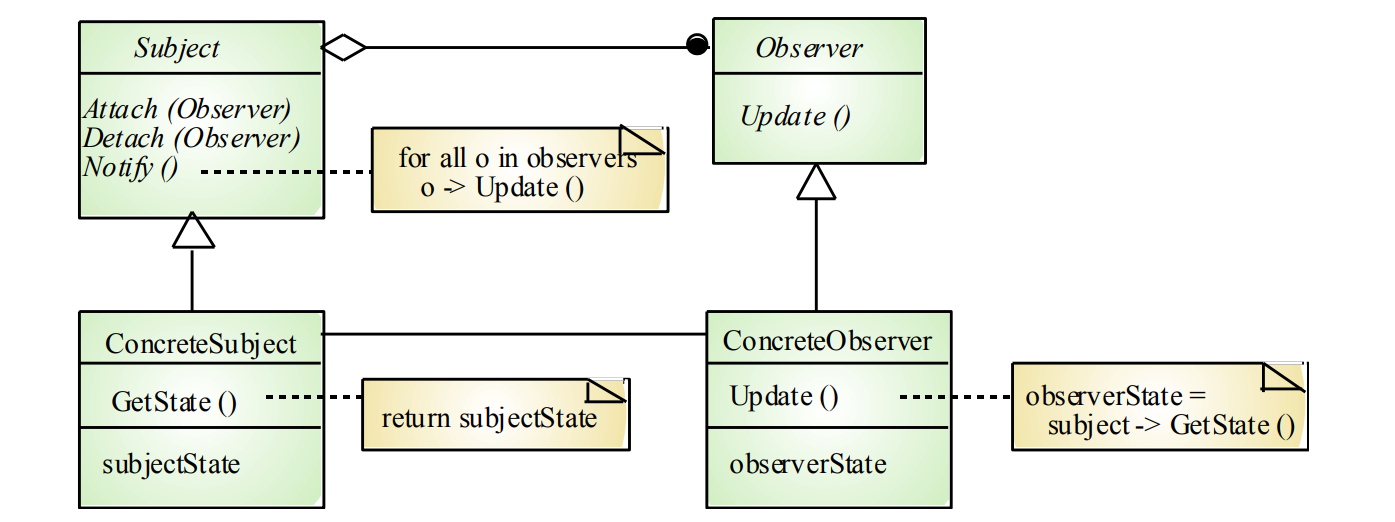 Subject
Observer
Attach (Observer)
Detach (Observer)
Notify ()
Update ()
for all o in observers
o -> Update ()
ConcreteSubject
ConcreteObserver
GetState ()
return subjectState
Update ()
observerState =
subject -> GetState ()
subjectState
observerState